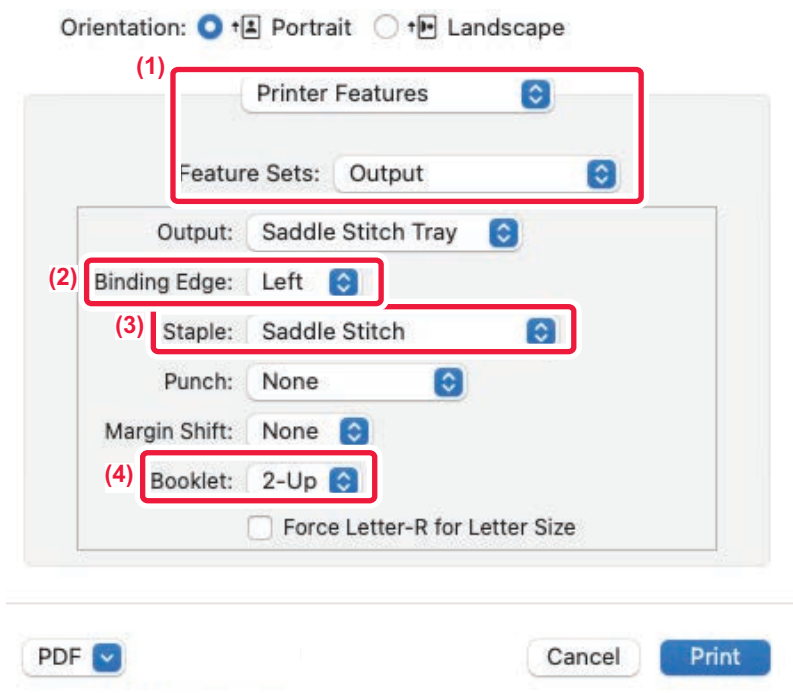 Orientation: Portrait Landscape
(1)
Printer Features
Feature Sets: Output
Output: Saddle Stitch Tray
(2) Binding Edge: Left
(3) Staple: Saddle Stitch
Punch: None
Margin Shift: None
(4) Booklet: 2-Up
Force Letter-R for Letter Size
PDF Cancel Print